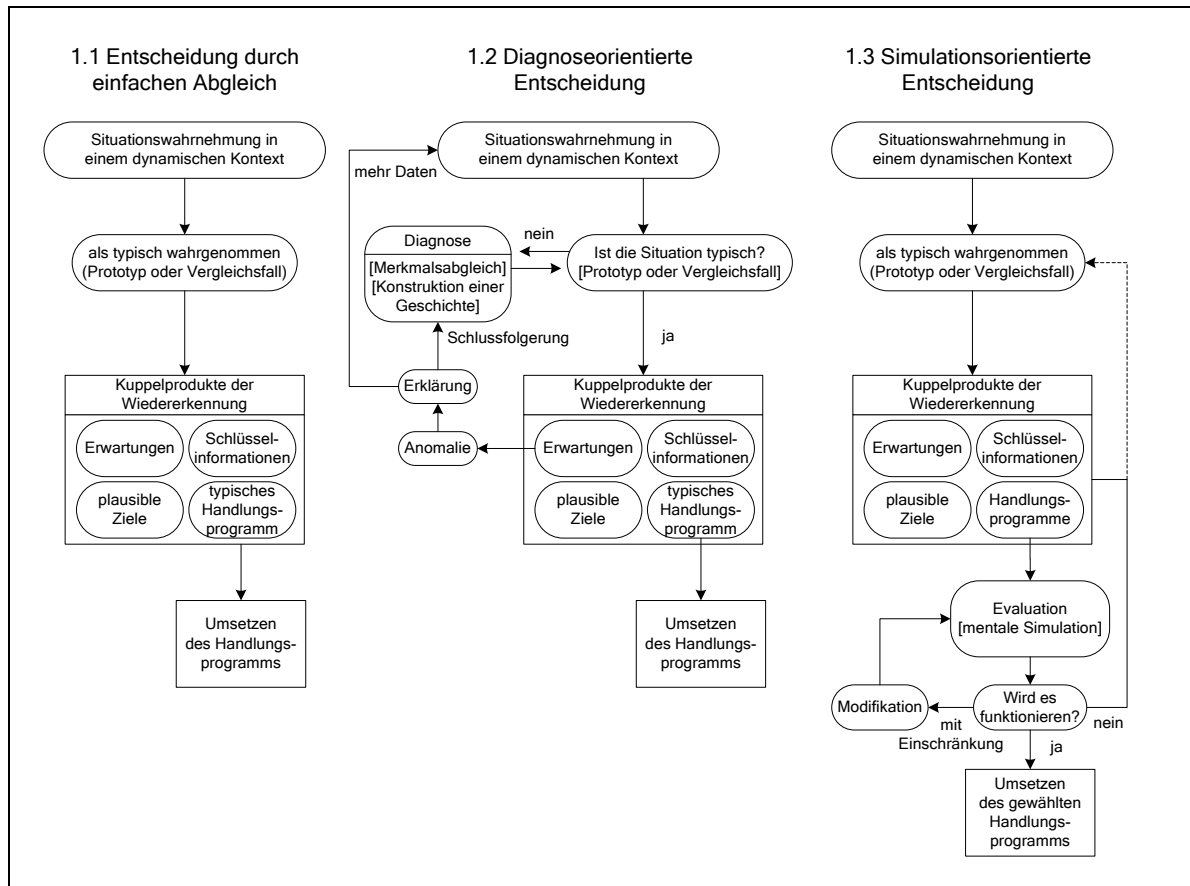 1.1 Entscheidung durch
einfachen Abgleich
Situationswahrnehmung in
einem dynamischen Kontext
als typisch wahrgenommen
(Prototyp oder Vergleichsfall)
Kuppelprodukte der
Wiedererkennung
Erwartungen
Schlüssel-
informationen
plausible
Ziele
typisches
Handlungs-
programm
Umsetzen
des Handlungs-
programms
1.2 Diagnoseorientierte
Entscheidung
Situationswahrnehmung in
einem dynamischen Kontext
mehr Daten
nein
Diagnose
[Merkmalsabgleich]
[Konstruktion einer
Geschichte]
Ist die Situation typisch?
[Prototyp oder Vergleichsfall]
ja
Schlussfolgerung
Erklärung
Anomalie
Kuppelprodukte der
Wiedererkennung
Erwartungen
Schlüssel-
informationen
plausible
Ziele
typisches
Handlungs-
programm
Umsetzen
des Handlungs-
programms
1.3 Simulationsorientierte
Entscheidung
Situationswahrnehmung in
einem dynamischen Kontext
als typisch wahrgenommen
(Prototyp oder Vergleichsfall)
Kuppelprodukte der
Wiedererkennung
Erwartungen
Schlüssel-
informationen
plausible
Ziele
Handlungs-
programme
Evaluation
[mentale Simulation]
Modifikation
Wird es
funktionieren?
mit
Einschränkung
nein
ja
Umsetzen
des gewählten
Handlungs-
programms